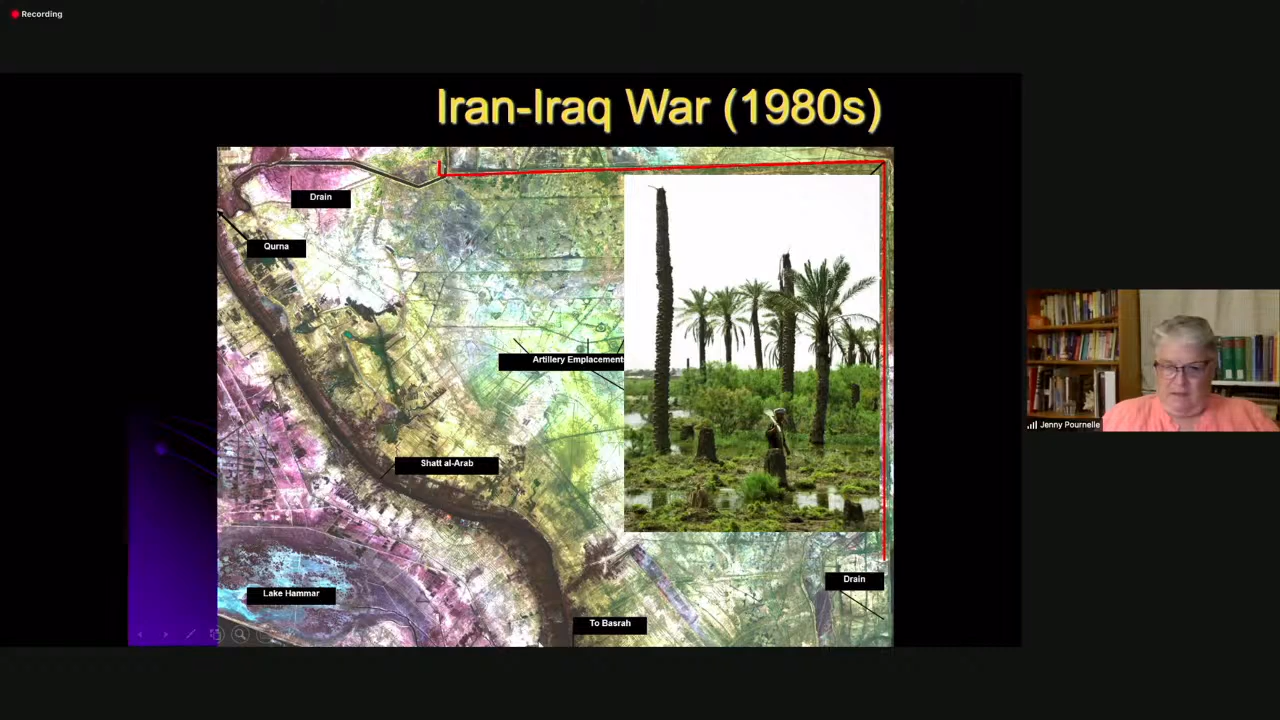 Recording
Iran-Iraq War (1980s)
Drain
Qurna
Artillery Emplacement
Shatt al-Arab
Jenny Pournelle
Drain
Lake Hammar
To Basrah